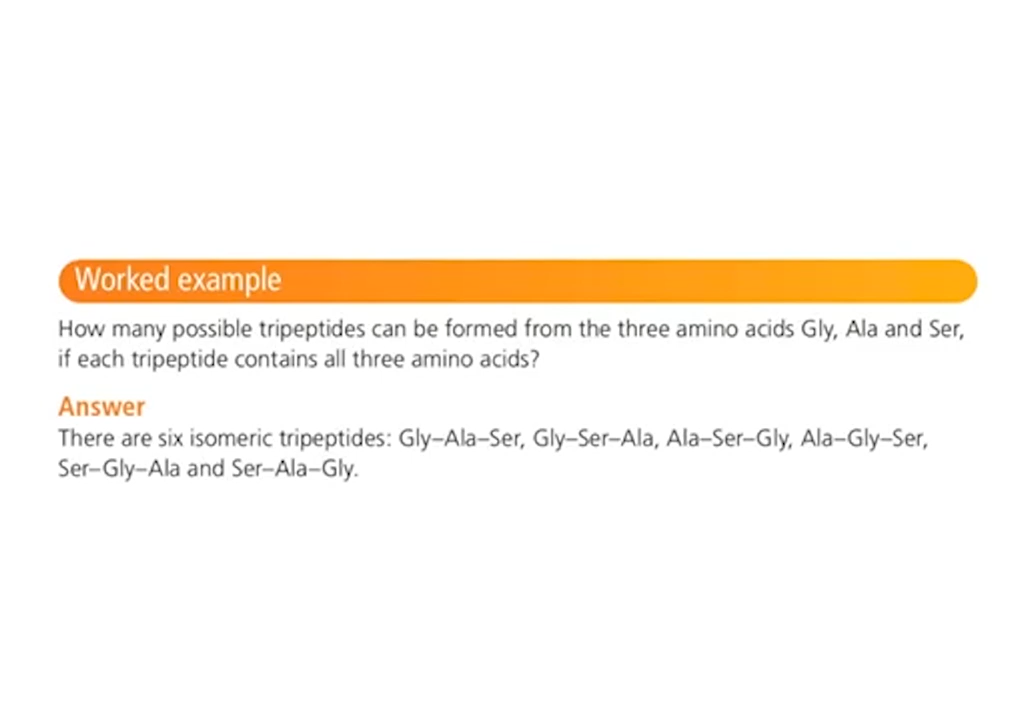 Worked example
How many possible tripeptides can be formed from the three amino acids Gly, Ala and Ser,
if each tripeptide contains all three amino acids?
Answer
There are six isomeric tripeptides: Gly–Ala–Ser, Gly–Ser–Ala, Ala–Ser–Gly, Ala–Gly–Ser,
Ser–Gly–Ala and Ser–Ala–Gly.